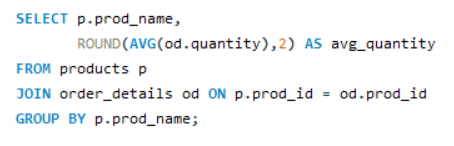 SELECT p.prod_name,
ROUND(AVG(od.quantity),2) AS avg_quantity
FROM products p
JOIN order_details od ON p.prod_id = od.prod_id
GROUP BY p.prod_name;